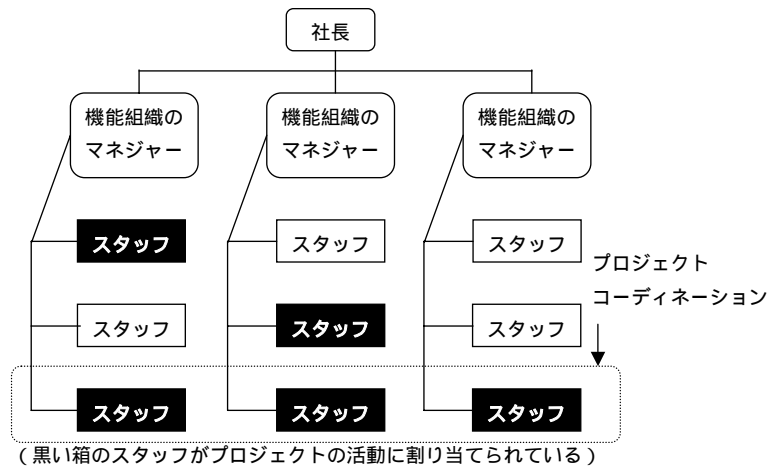 社長
機能組織の
マネジャー
機能組織の
マネジャー
機能組織の
マネジャー
スタッフ
スタッフ
スタッフ
スタッフ
スタッフ
スタッフ
スタッフ
スタッフ
スタッフ
プロジェクト
コーディネーション
(黒い箱のスタッフがプロジェクトの活動に割り当てられている)